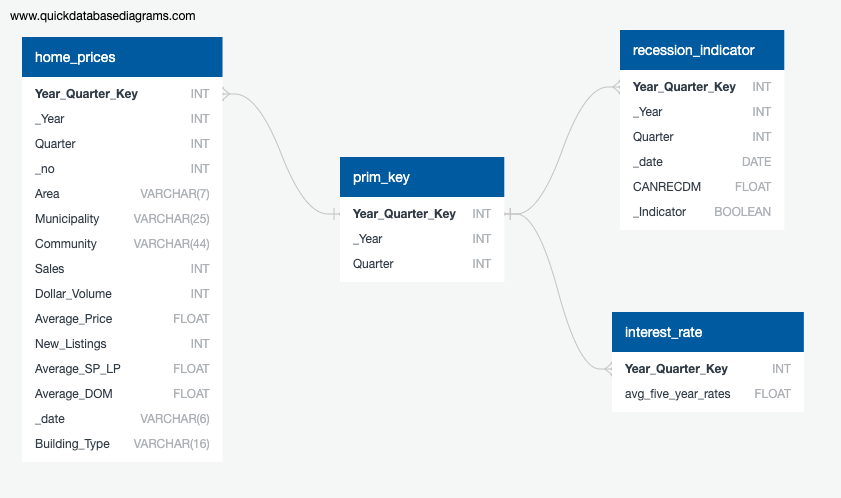 www.quickdatabasediagrams.com
home_prices
Year_Quarter_Key INT
_Year INT
Quarter INT
_no INT
Area VARCHAR(7)
Municipality VARCHAR(25)
Community VARCHAR(44)
Sales INT
Dollar_Volume INT
Average_Price FLOAT
New_Listings INT
Average_SP_LP FLOAT
Average_DOM FLOAT
_date VARCHAR(6)
Building_Type VARCHAR(16)
prim_key
Year_Quarter_Key INT
_Year INT
Quarter INT
recession_indicator
Year_Quarter_Key INT
_Year INT
Quarter INT
_date DATE
CANRECDM FLOAT
_Indicator BOOLEAN
interest_rate
Year_Quarter_Key INT
avg_five_year_rates FLOAT